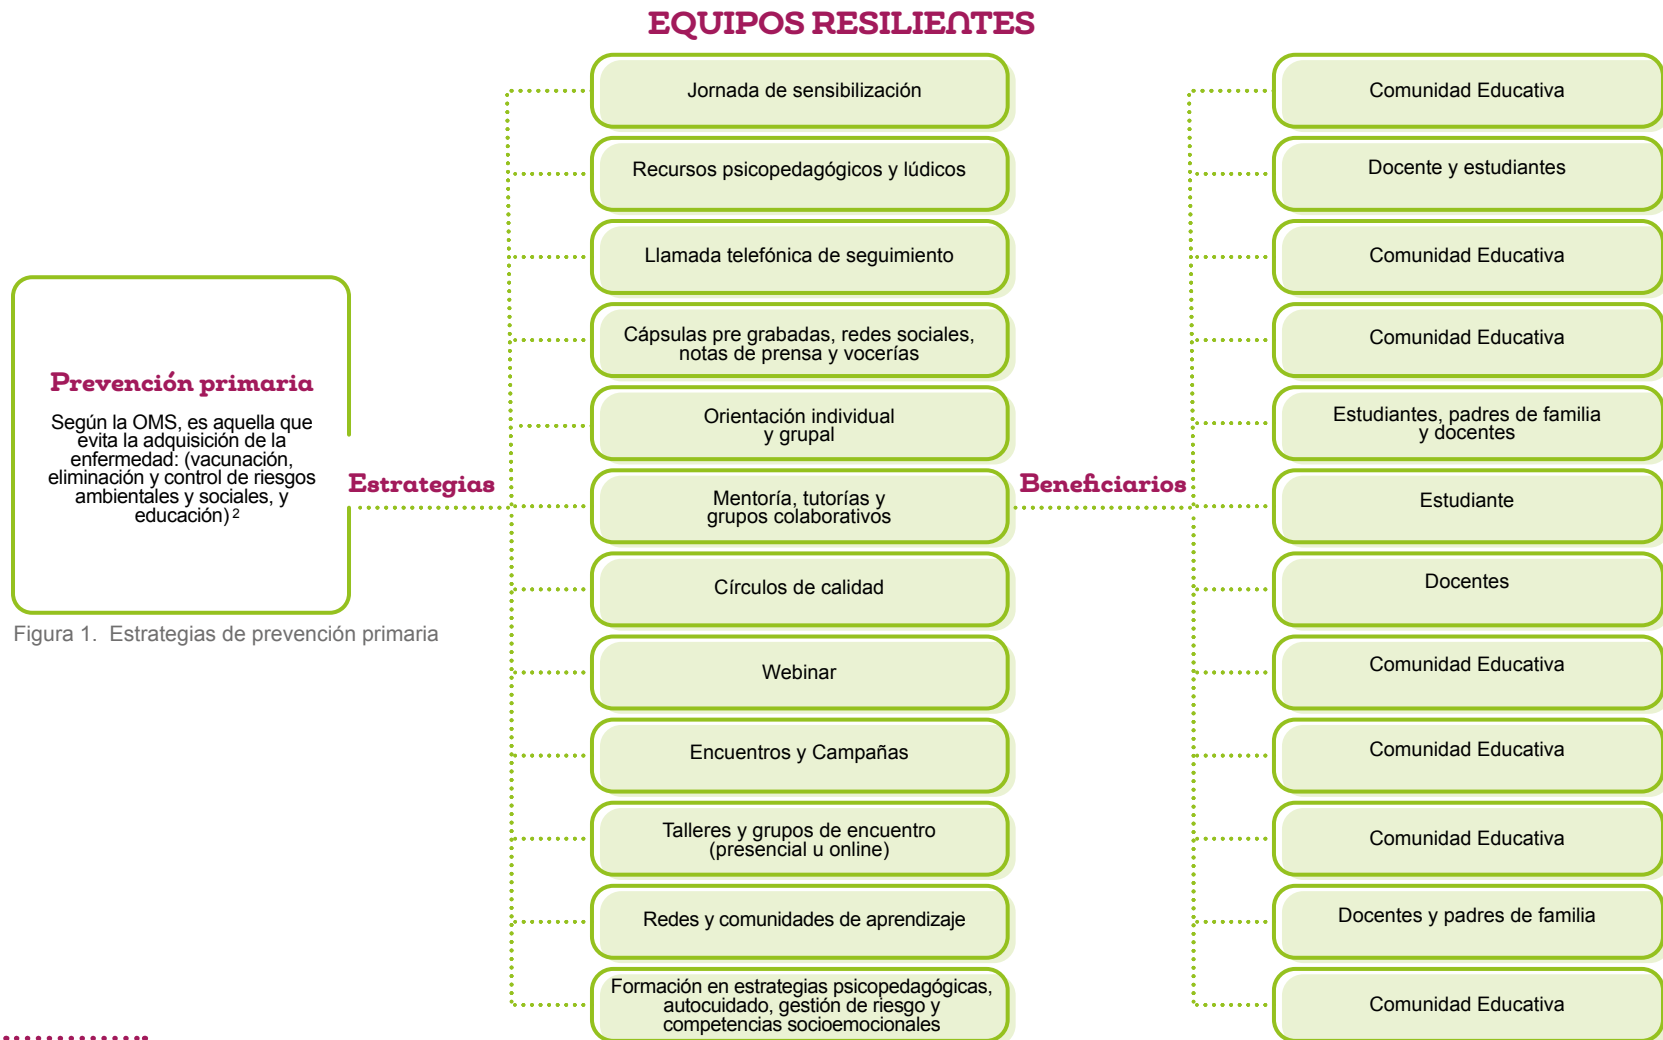 EQUIPOS RESILIENTES
Prevención primaria
Según la OMS, es aquella que
evita la adquisición de la
enfermedad: (vacunación,
eliminación y control de riesgos
ambientales y sociales, y
educación) 2
Figura 1. Estrategias de prevención primaria
Estrategias
Jornada de sensibilización
Recursos psicopedagógicos y lúdicos
Llamada telefónica de seguimiento
Cápsulas pre grabadas, redes sociales,
notas de prensa y vocerías
Orientación individual
y grupal
Mentoría, tutorías y
grupos colaborativos
Círculos de calidad
Webinar
Encuentros y Campañas
Talleres y grupos de encuentro
(presencial u online)
Redes y comunidades de aprendizaje
Formación en estrategias psicopedagógicas,
autocuidado, gestión de riesgo y
competencias socioemocionales
Beneficiarios
Comunidad Educativa
Docente y estudiantes
Comunidad Educativa
Comunidad Educativa
Estudiantes, padres de familia
y docentes
Estudiante
Docentes
Comunidad Educativa
Comunidad Educativa
Comunidad Educativa
Docentes y padres de familia
Comunidad Educativa